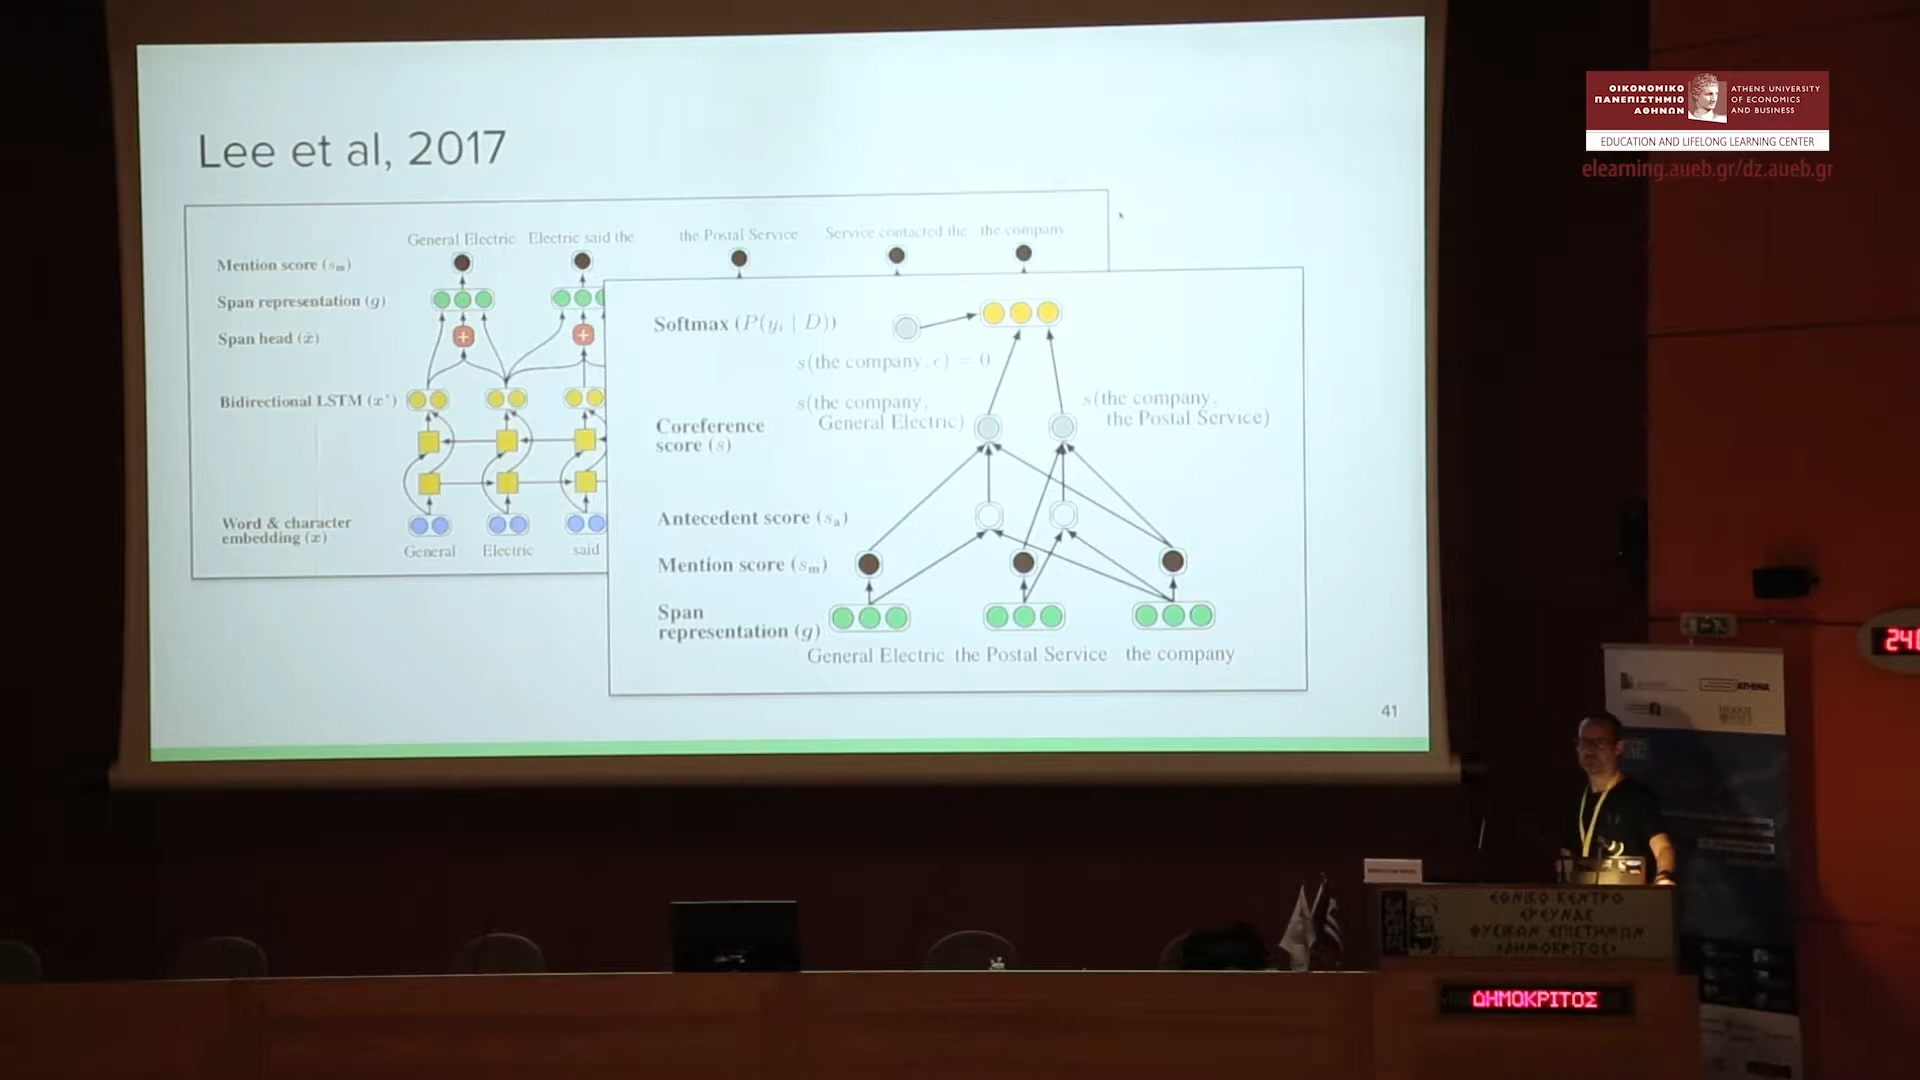 Lee et al, 2017
General Electric
Electric said the
the Postal Service
Service contacted the
the company
Mention score (sₘ)
Span representation (g)
Span head (x̂)
Bidirectional LSTM (x*)
Word & character
embedding (x)
General
Electric
said
Softmax (P(yᵢ | D))
s(the company, ϵ) = 0
s(the company,
General Electric)
s(the company,
the Postal Service)
Coreference
score (s)
Antecedent score (sₐ)
Mention score (sₘ)
Span
representation (g)
General Electric
the Postal Service
the company
41
ΟΙΚΟΝΟΜΙΚΟ
ΠΑΝΕΠΙΣΤΗΜΙΟ
ΑΘΗΝΩΝ
ATHENS UNIVERSITY
OF ECONOMICS
AND BUSINESS
EDUCATION AND LIFELONG LEARNING CENTER
elearning.aueb.gr/dz.aueb.gr
ATHENA
ΕΘΝΙΚΟ ΚΕΝΤΡΟ
ΕΡΕΥΝΑΣ
ΦΥΣΙΚΩΝ ΕΠΙΣΤΗΜΩΝ
«ΔΗΜΟΚΡΙΤΟΣ»
ΔΗΜΟΚΡΙΤΟΣ